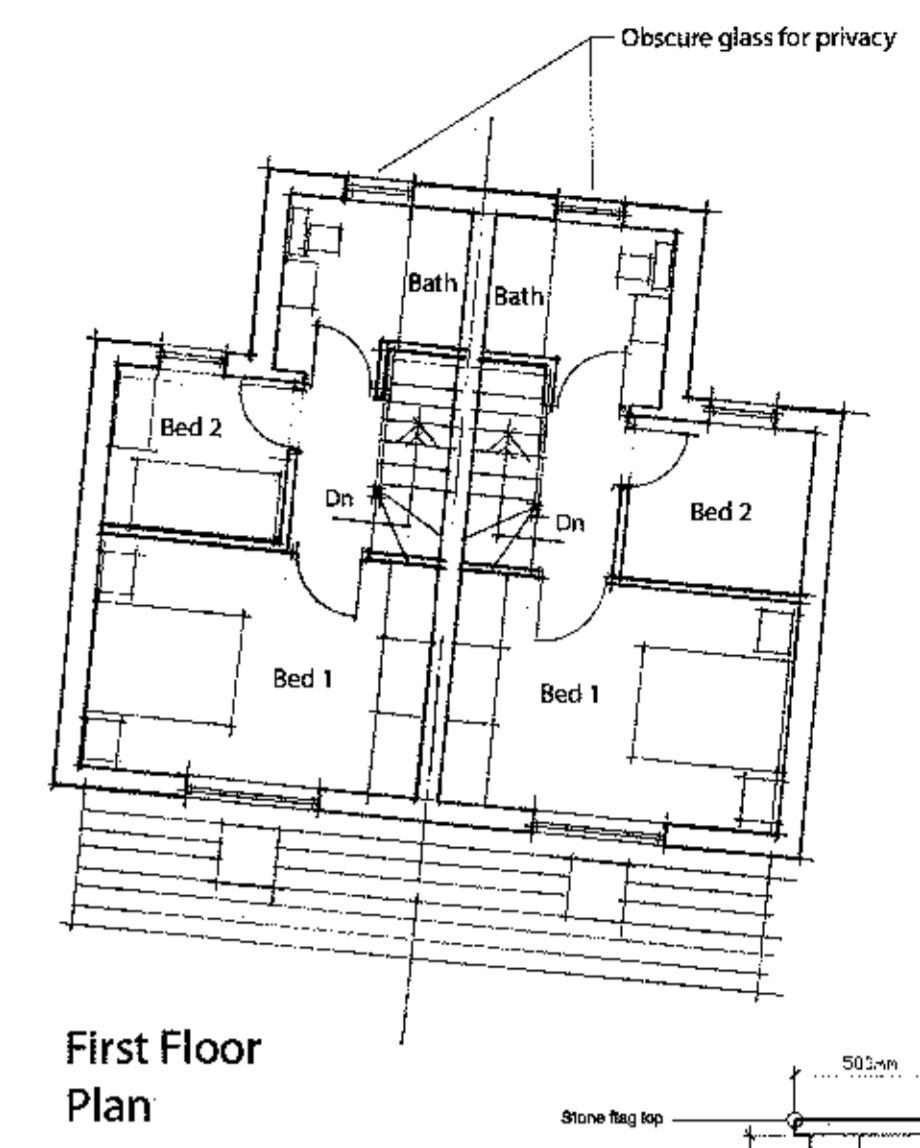 Obscure glass for privacy
Bath
Bath
Bed 2
Dn
Dn
Bed 2
Bed 1
Bed 1
First Floor
Plan
Stone flag top